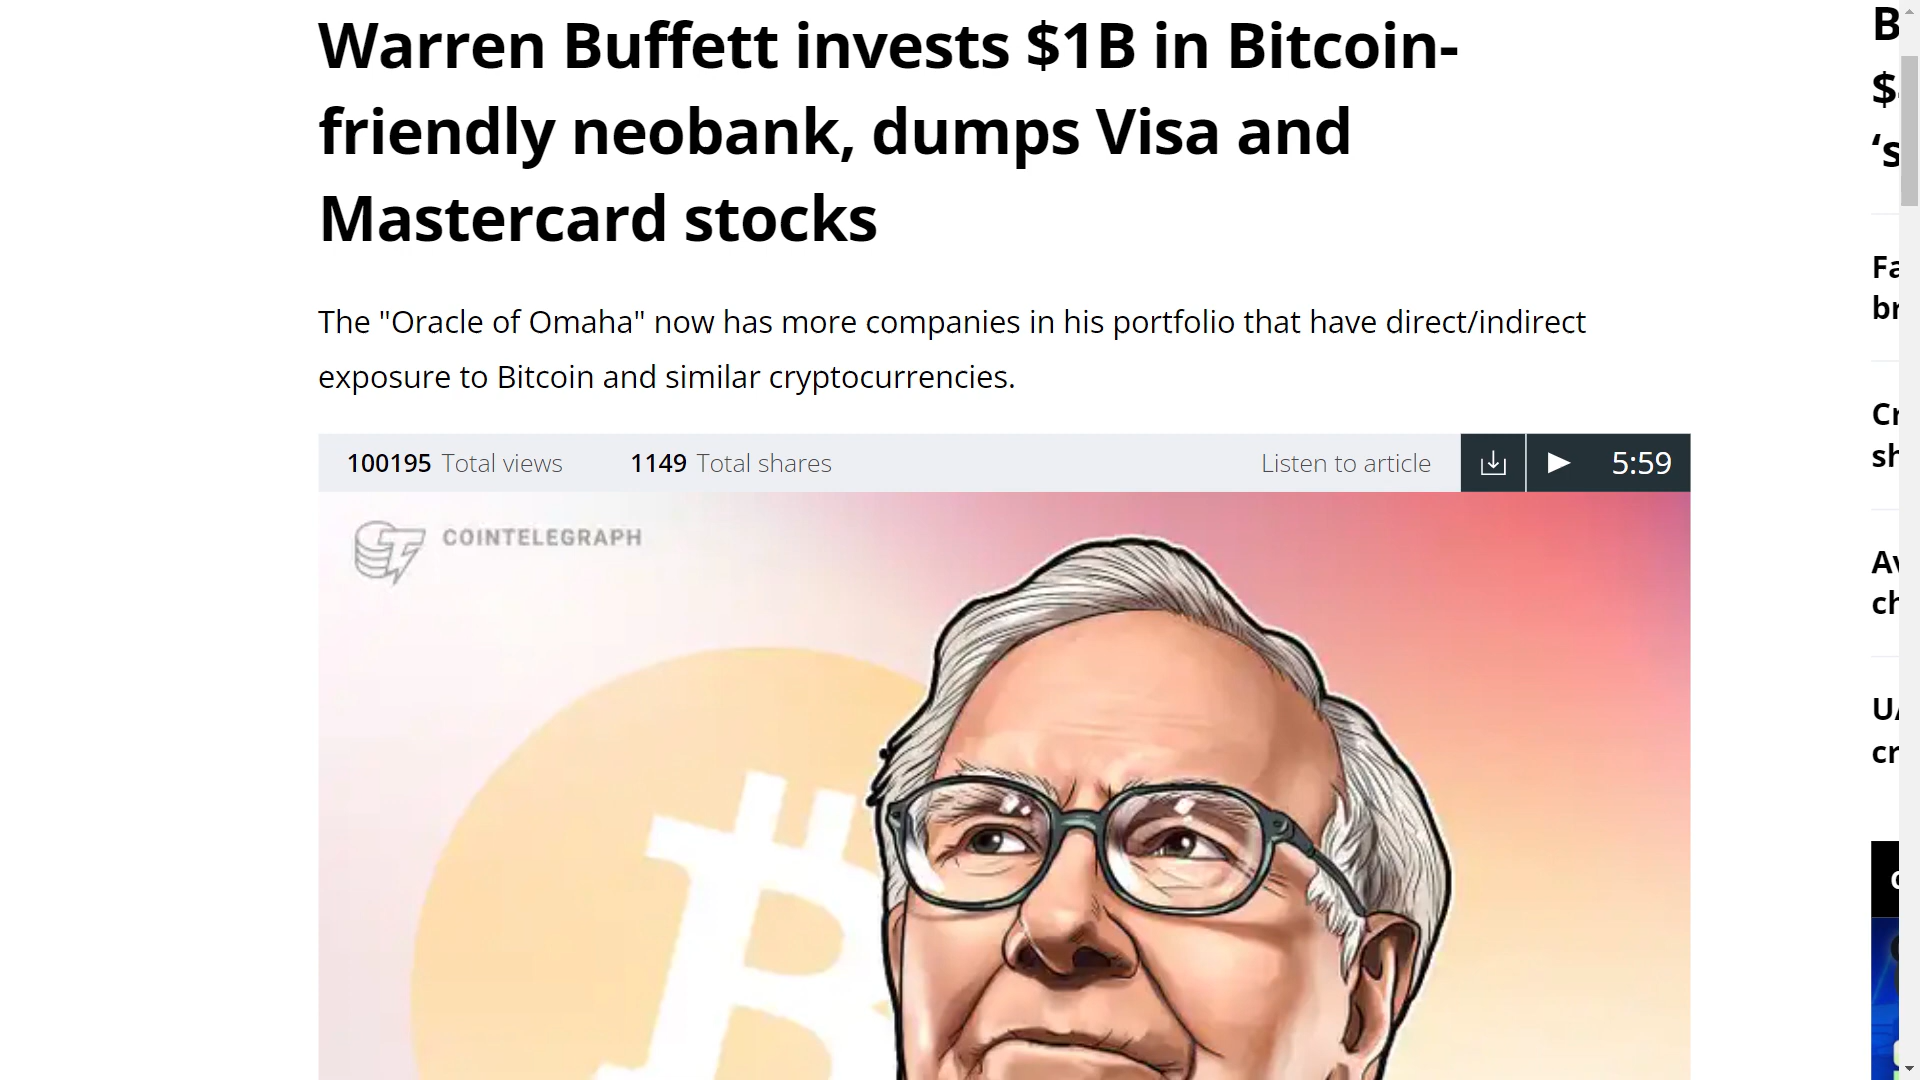 Warren Buffett invests $1B in Bitcoin-
friendly neobank, dumps Visa and
Mastercard stocks
The "Oracle of Omaha" now has more companies in his portfolio that have direct/indirect
exposure to Bitcoin and similar cryptocurrencies.
100195 Total views 1149 Total shares Listen to article 5:59
COINTELEGRAPH